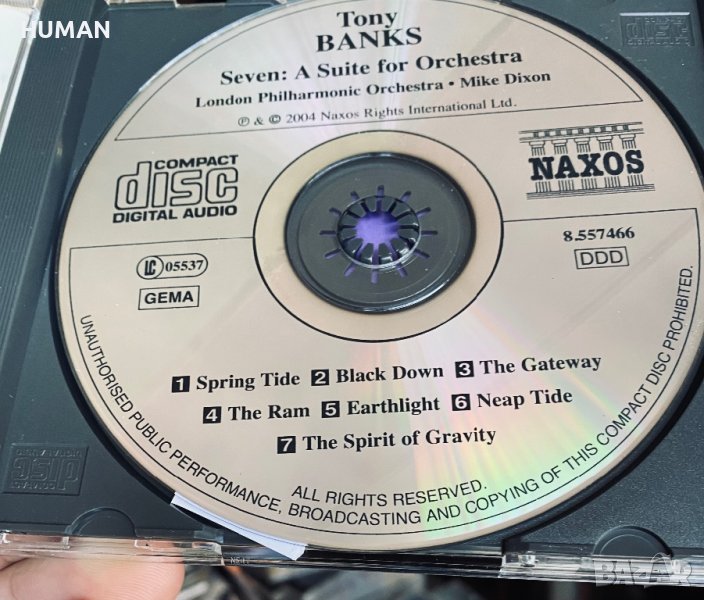 HUMAN
Tony
BANKS
Seven: A Suite for Orchestra
London Philharmonic Orchestra • Mike Dixon
℗ & © 2004 Naxos Rights International Ltd.
COMPACT
disc
DIGITAL AUDIO
NAXOS
LC 05537
GEMA
8.557466
DDD
1 Spring Tide 2 Black Down 3 The Gateway
4 The Ram 5 Earthlight 6 Neap Tide
7 The Spirit of Gravity
ALL RIGHTS RESERVED.
UNAUTHORISED PUBLIC PERFORMANCE, BROADCASTING AND COPYING OF THIS COMPACT DISC PROHIBITED.
BAZAR